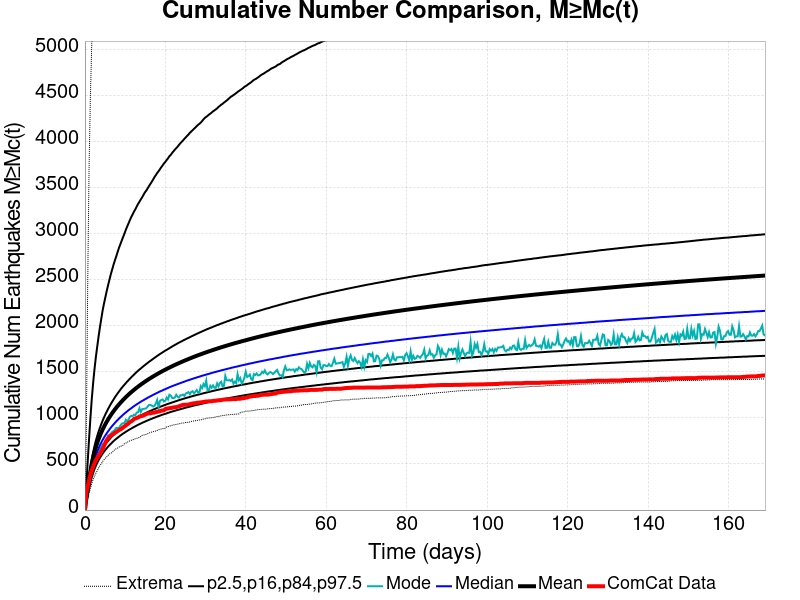 Cumulative Number Comparison, M≥Mc(t)
Cumulative Num Earthquakes M≥Mc(t)
5000
4500
4000
3500
3000
2500
2000
1500
1000
500
0
0 20 40 60 80 100 120 140 160
Time (days)
Extrema p2.5,p16,p84,p97.5 Mode Median Mean ComCat Data